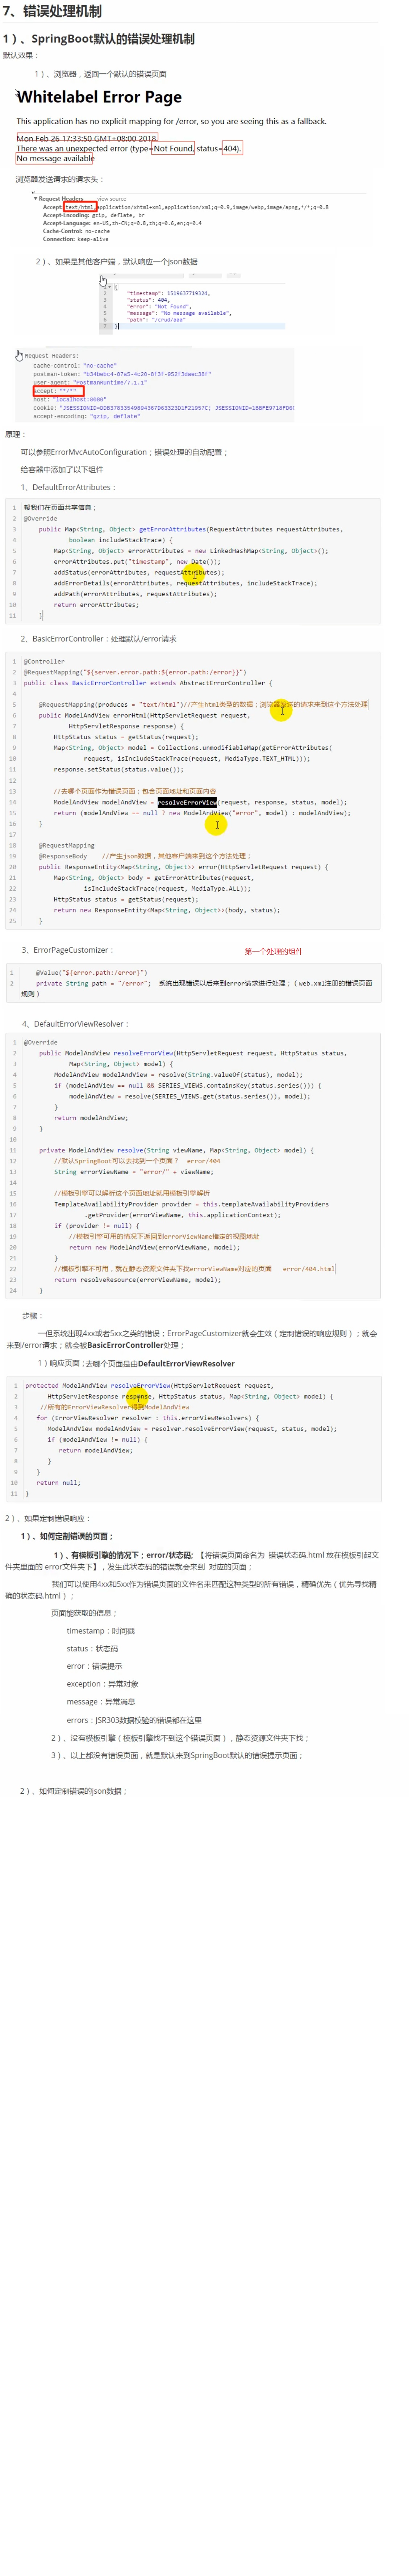 7、错误处理机制
1）、SpringBoot默认的错误处理机制
默认效果：
1）、浏览器，返回一个默认的错误页面
Whitelabel Error Page
This application has no explicit mapping for /error, so you are seeing this as a fallback.
Mon Feb 26 17:33:50 GMT+08:00 2018
There was an unexpected error (type=Not Found, status=404).
No message available
浏览器发送请求的请求头：
Request Headers view source
Accept: text/html,application/xhtml+xml,application/xml;q=0.9,image/webp,image/apng,*/*;q=0.8
Accept-Encoding: gzip, deflate, br
Accept-Language: en-US,zh-CN;q=0.8,zh;q=0.6,en;q=0.4
Cache-Control: no-cache
Connection: keep-alive
2）、如果是其他客户端，默认响应一个json数据
1 {
2 "timestamp": 1519637719324,
3 "status": 404,
4 "error": "Not Found",
5 "message": "No message available",
6 "path": "/crud/aaa"
7 }
Request Headers:
cache-control: "no-cache"
user-agent: "PostmanRuntime/7.1.1"
accept: "*/*"
host: "localhost:8080"
accept-encoding: "gzip, deflate"
原理：
可以参照ErrorMvcAutoConfiguration；错误处理的自动配置；
给容器中添加了以下组件
1、DefaultErrorAttributes：
1 帮我们在页面共享信息；
2 @Override
3 public Map<String, Object> getErrorAttributes(RequestAttributes requestAttributes,
4 boolean includeStackTrace) {
5 Map<String, Object> errorAttributes = new LinkedHashMap<String, Object>();
6 errorAttributes.put("timestamp", new Date());
7 addStatus(errorAttributes, requestAttributes);
8 addErrorDetails(errorAttributes, requestAttributes, includeStackTrace);
9 addPath(errorAttributes, requestAttributes);
10 return errorAttributes;
11 }
2、BasicErrorController：处理默认/error请求
1 @Controller
2 @RequestMapping("${server.error.path:${error.path:/error}}")
3 public class BasicErrorController extends AbstractErrorController {
4
5 @RequestMapping(produces = "text/html")//产生html类型的数据；浏览器发送的请求来到这个方法处理
6 public ModelAndView errorHtml(HttpServletRequest request,
7 HttpServletResponse response) {
8 HttpStatus status = getStatus(request);
9 Map<String, Object> model = Collections.unmodifiableMap(getErrorAttributes(
10 request, isIncludeStackTrace(request, MediaType.TEXT_HTML)));
11 response.setStatus(status.value());
12
13 //去哪个页面作为错误页面；包含页面地址和页面内容
14 ModelAndView modelAndView = resolveErrorView(request, response, status, model);
15 return (modelAndView == null ? new ModelAndView("error", model) : modelAndView);
16 }
17
18 @RequestMapping
19 @ResponseBody //产生json数据，其他客户端来到这个方法处理；
20 public ResponseEntity<Map<String, Object>> error(HttpServletRequest request) {
21 Map<String, Object> body = getErrorAttributes(request,
22 isIncludeStackTrace(request, MediaType.ALL));
23 HttpStatus status = getStatus(request);
24 return new ResponseEntity<Map<String, Object>>(body, status);
25 }
3、ErrorPageCustomizer： 第一个处理的组件
1 @Value("${error.path:/error}")
2 private String path = "/error"; 系统出现错误以后来到error请求进行处理；（web.xml注册的错误页面
规则）
4、DefaultErrorViewResolver：
1 @Override
2 public ModelAndView resolveErrorView(HttpServletRequest request, HttpStatus status,
3 Map<String, Object> model) {
4 ModelAndView modelAndView = resolve(String.valueOf(status), model);
5 if (modelAndView == null && SERIES_VIEWS.containsKey(status.series())) {
6 modelAndView = resolve(SERIES_VIEWS.get(status.series()), model);
7 }
8 return modelAndView;
9 }
10
11 private ModelAndView resolve(String viewName, Map<String, Object> model) {
12 //默认SpringBoot可以去找到一个页面？ error/404
13 String errorViewName = "error/" + viewName;
14
15 //模板引擎可以解析这个页面地址就用模板引擎解析
16 TemplateAvailabilityProvider provider = this.templateAvailabilityProviders
17 .getProvider(errorViewName, this.applicationContext);
18 if (provider != null) {
19 //模板引擎可用的情况下返回到errorViewName指定的视图地址
20 return new ModelAndView(errorViewName, model);
21 }
22 //模板引擎不可用，就在静态资源文件夹下找errorViewName对应的页面 error/404.html
23 return resolveResource(errorViewName, model);
24 }
步骤：
一但系统出现4xx或者5xx之类的错误；ErrorPageCustomizer就会生效（定制错误的响应规则）；就会
来到/error请求；就会被BasicErrorController处理；
1）响应页面；去哪个页面是由DefaultErrorViewResolver
1 protected ModelAndView resolveErrorView(HttpServletRequest request,
2 HttpServletResponse response, HttpStatus status, Map<String, Object> model) {
3 //所有的ErrorViewResolver得到ModelAndView
4 for (ErrorViewResolver resolver : this.errorViewResolvers) {
5 ModelAndView modelAndView = resolver.resolveErrorView(request, status, model);
6 if (modelAndView != null) {
7 return modelAndView;
8 }
9 }
10 return null;
11 }
2）、如果定制错误响应：
1）、如何定制错误的页面；
1）、有模板引擎的情况下；error/状态码; 【将错误页面命名为 错误状态码.html 放在模板引起文
件夹里面的 error文件夹下】，发生此状态码的错误就会来到 对应的页面；
我们可以使用4xx和5xx作为错误页面的文件名来匹配这种类型的所有错误，精确优先（优先寻找精
确的状态码.html）；
页面能获取的信息；
timestamp：时间戳
status：状态码
error：错误提示
exception：异常对象
message：异常消息
errors：JSR303数据校验的错误都在这里
2）、没有模板引擎（模板引擎找不到这个错误页面），静态资源文件夹下找；
3）、以上都没有错误页面，就是默认来到SpringBoot默认的错误提示页面；
2）、如何定制错误的json数据；